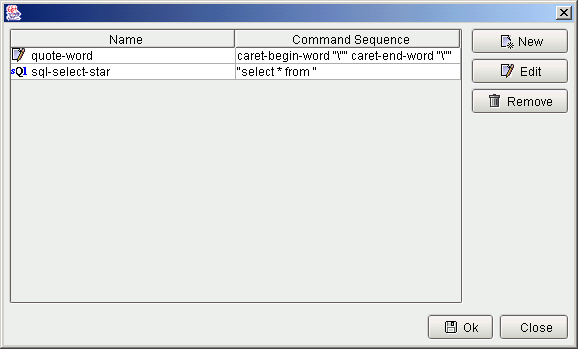 Name Command Sequence New
quote-word caret-begin-word "\"" caret-end-word "\""
sQl sql-select-star "select * from " Edit
Remove
Ok Close